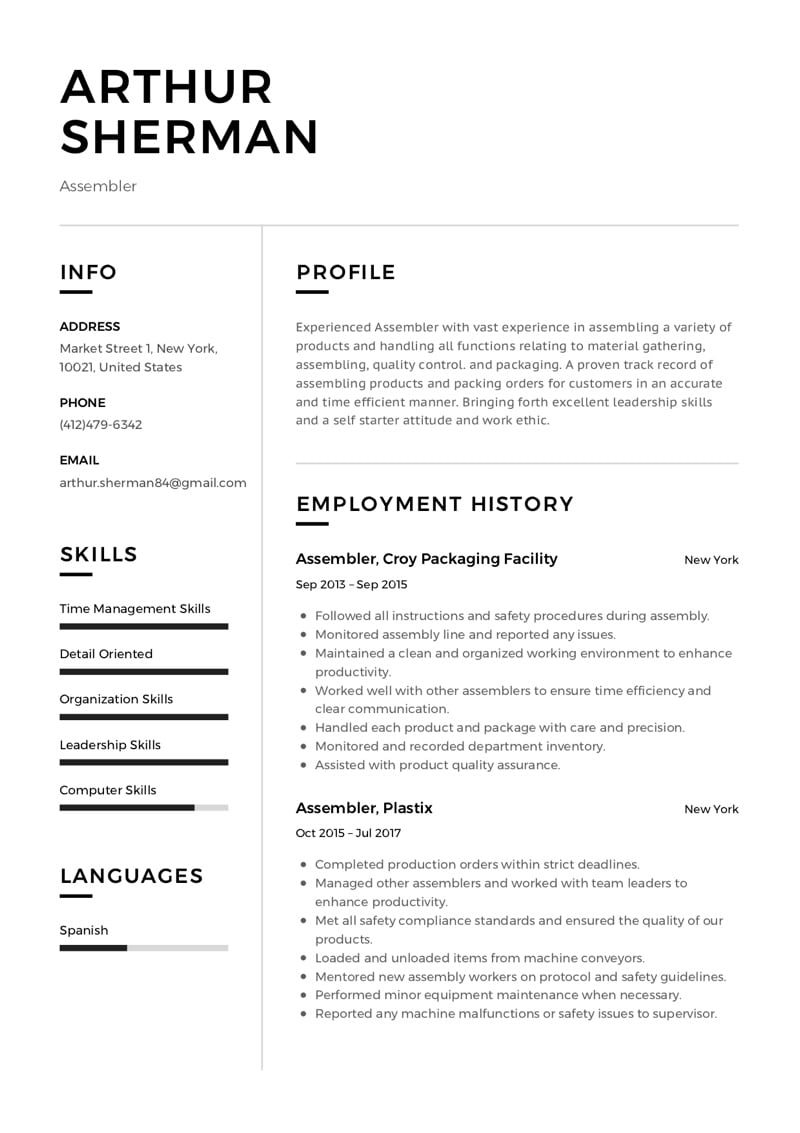 ARTHUR
SHERMAN
Assembler
INFO
ADDRESS
Market Street 1, New York,
10021, United States
PHONE
(412)479-6342
EMAIL
arthur.sherman84@gmail.com
SKILLS
Time Management Skills
Detail Oriented
Organization Skills
Leadership Skills
Computer Skills
LANGUAGES
Spanish
PROFILE
Experienced Assembler with vast experience in assembling a variety of
products and handling all functions relating to material gathering,
assembling, quality control. and packaging. A proven track record of
assembling products and packing orders for customers in an accurate
and time efficient manner. Bringing forth excellent leadership skills
and a self starter attitude and work ethic.
EMPLOYMENT HISTORY
Assembler, Croy Packaging Facility New York
Sep 2013 – Sep 2015
• Followed all instructions and safety procedures during assembly.
• Monitored assembly line and reported any issues.
• Maintained a clean and organized working environment to enhance
productivity.
• Worked well with other assemblers to ensure time efficiency and
clear communication.
• Handled each product and package with care and precision.
• Monitored and recorded department inventory.
• Assisted with product quality assurance.
Assembler, Plastix New York
Oct 2015 – Jul 2017
• Completed production orders within strict deadlines.
• Managed other assemblers and worked with team leaders to
enhance productivity.
• Met all safety compliance standards and ensured the quality of our
products.
• Loaded and unloaded items from machine conveyors.
• Mentored new assembly workers on protocol and safety guidelines.
• Performed minor equipment maintenance when necessary.
• Reported any machine malfunctions or safety issues to supervisor.